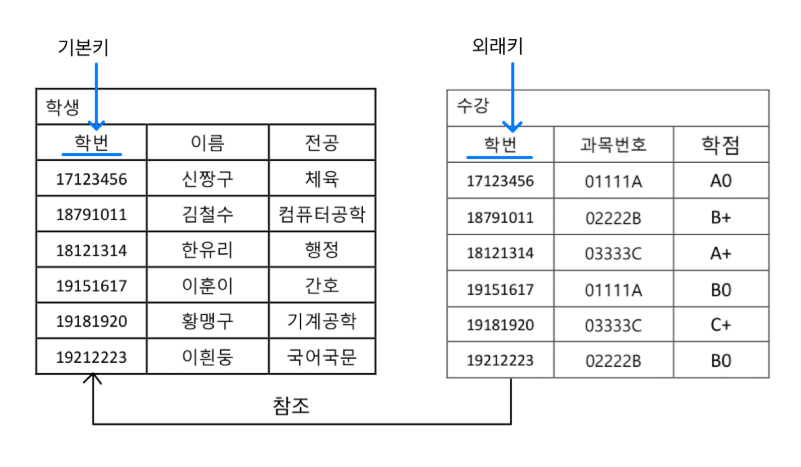 기본키
외래키
학생
학번 이름 전공
17123456 신짱구 체육
18791011 김철수 컴퓨터공학
18121314 한유리 행정
19151617 이훈이 간호
19181920 황맹구 기계공학
19212223 이흰둥 국어국문
수강
학번 과목번호 학점
17123456 01111A A0
18791011 02222B B+
18121314 03333C A+
19151617 01111A B0
19181920 03333C C+
19212223 02222B B0
참조